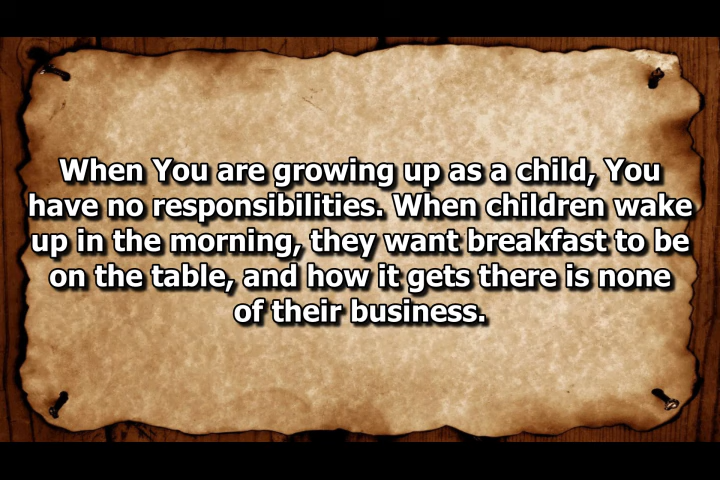 When You are growing up as a child, You
have no responsibilities. When children wake
up in the morning, they want breakfast to be
on the table, and how it gets there is none
of their business.